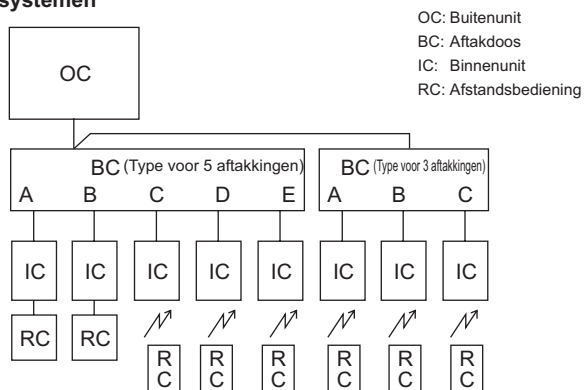 systemen
OC: Buitenunit
BC: Aftakdoos
IC: Binnenunit
RC: Afstandsbediening
OC
BC (Type voor 5 aftakkingen)
BC (Type voor 3 aftakkingen)
A B C D E A B C
IC IC IC IC IC IC IC IC
RC RC
R R R R R R
C C C C C C